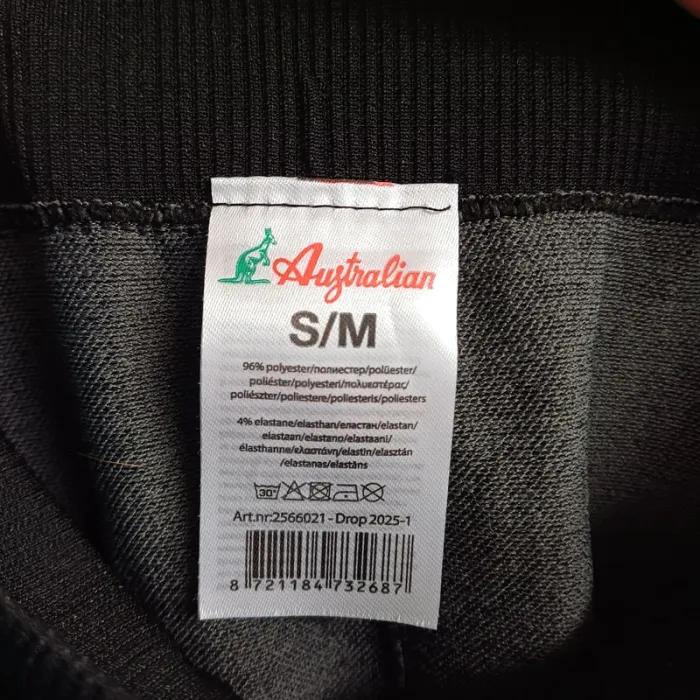 Australian
S/M
96% polyester/полиестер/polüester/
poliéster/polyesteri/πολυεστέρας/
poliészter/poliestere/poliesteris/poliesters
4% elastane/elasthan/еластан/elastan/
elastaan/elastano/elastaani/
élasthanne/ελαστάνη/elastin/elasztán
/elastanas/elastāns
30°
Art.nr:2566021 - Drop 2025-1
8 721184 732687